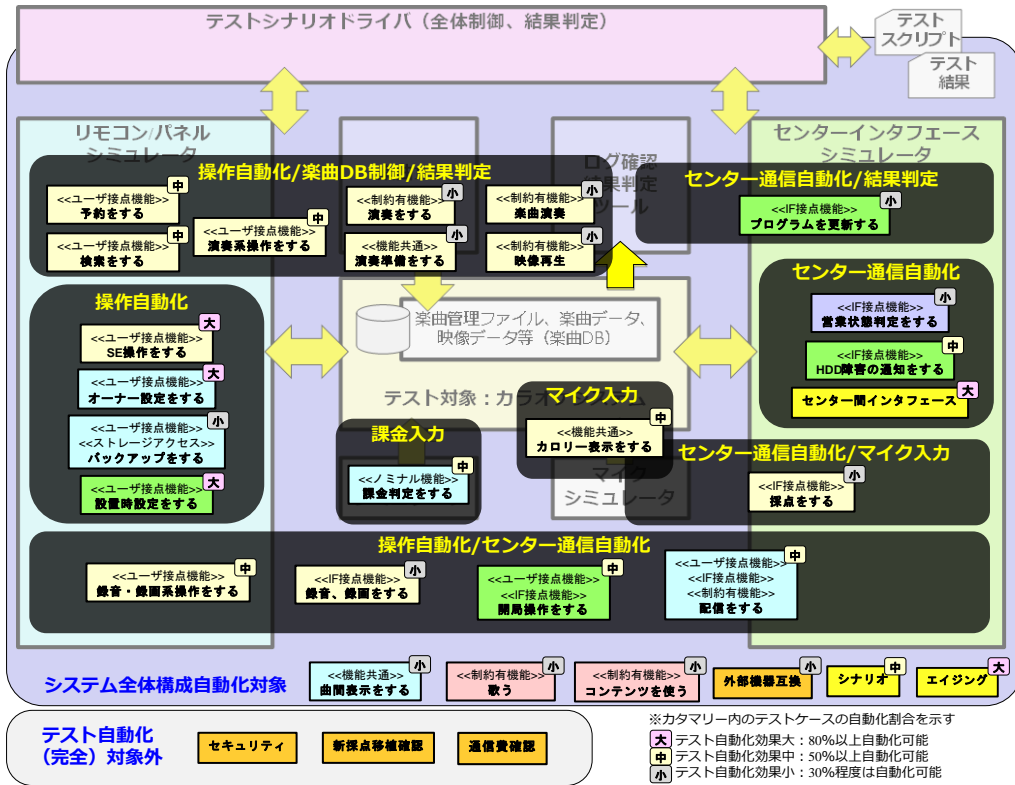 テストシナリオドライバ（全体制御、結果判定）
テスト
スクリプト
テスト
結果
リモコン/パネル
シミュレータ
ログ確認
結果判定
ツール
センターインタフェース
シミュレータ
操作自動化/楽曲DB制御/結果判定
<<ユーザ接点機能>>
予約をする
中
<<ユーザ接点機能>>
検索をする
中
<<ユーザ接点機能>>
演奏系操作をする
中
<<制約有機能>>
演奏をする
小
<<機能共通>>
演奏準備をする
小
<<制約有機能>>
楽曲演奏
小
<<制約有機能>>
映像再生
小
センター通信自動化/結果判定
<<IF接点機能>>
プログラムを更新する
小
操作自動化
<<ユーザ接点機能>>
SE操作をする
大
<<ユーザ接点機能>>
オーナー設定をする
大
<<ユーザ接点機能>>
<<ストレージアクセス>>
バックアップをする
小
<<ユーザ接点機能>>
設置時設定をする
大
楽曲管理ファイル、楽曲データ、
映像データ等（楽曲DB）
テスト対象：カラオ
ム
センター通信自動化
<<IF接点機能>>
営業状態判定をする
小
<<IF接点機能>>
HDD障害の通知をする
中
センター間インタフェース
大
課金入力
<<ノミナル機能>>
課金判定をする
中
マイク入力
<<機能共通>>
カロリー表示をする
中
マイク
シミュレータ
センター通信自動化/マイク入力
<<IF接点機能>>
採点をする
小
操作自動化/センター通信自動化
<<ユーザ接点機能>>
録音・録画系操作をする
中
<<IF接点機能>>
録音、録画をする
小
<<ユーザ接点機能>>
<<IF接点機能>>
開局操作をする
中
<<ユーザ接点機能>>
<<IF接点機能>>
<<制約有機能>>
配信をする
中
システム全体構成自動化対象
<<機能共通>>
曲間表示をする
小
<<制約有機能>>
歌う
小
<<制約有機能>>
コンテンツを使う
小
外部機器互換
小
シナリオ
中
エイジング
大
テスト自動化
（完全）対象外
セキュリティ
新採点移植確認
通信費確認
※カタマリー内のテストケースの自動化割合を示す
大 テスト自動化効果大：80%以上自動化可能
中 テスト自動化効果中：50%以上自動化可能
小 テスト自動化効果小：30%程度は自動化可能